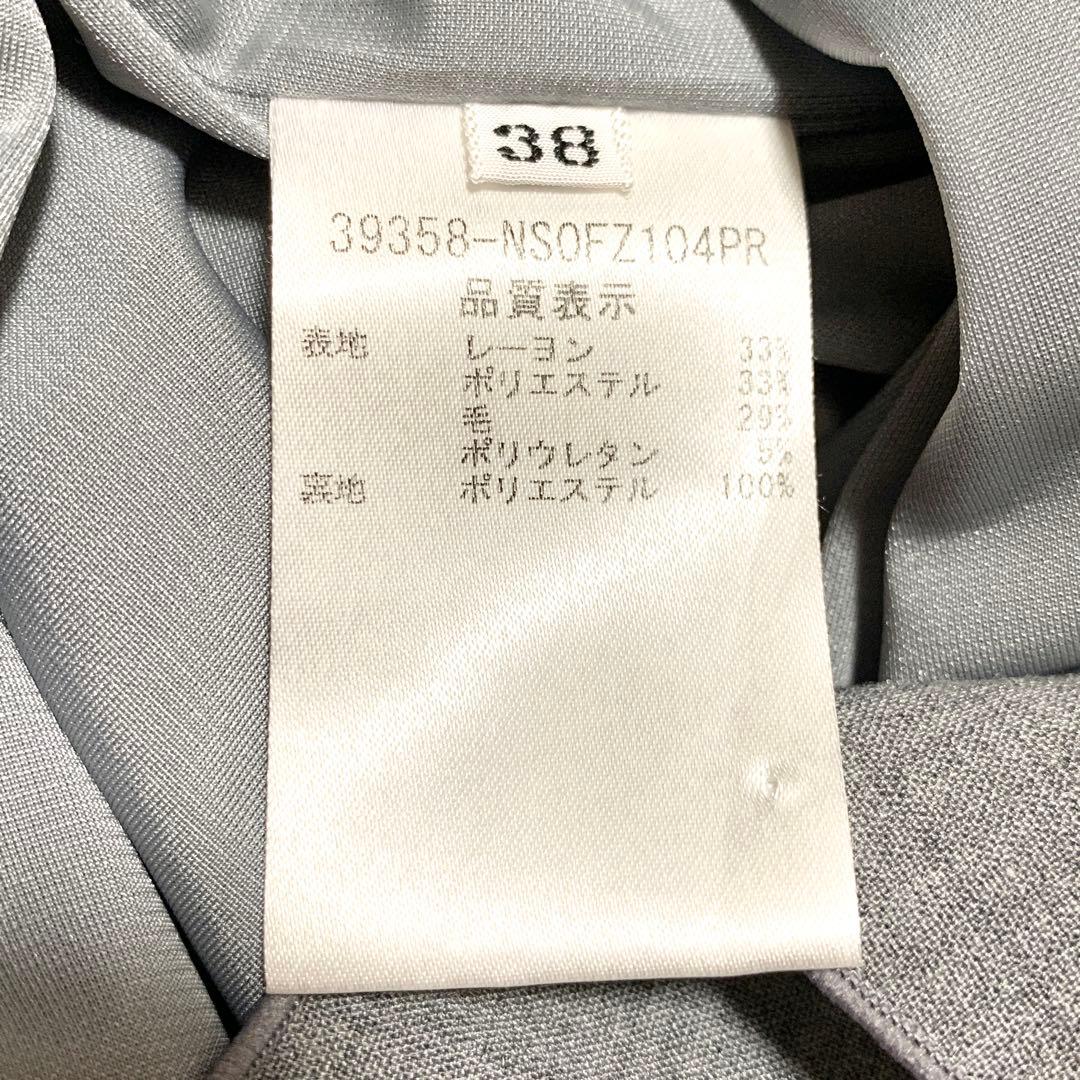 38
39358-NS0FZ104PR
品質表示
表地 レーヨン 33%
ポリエステル 33%
毛 29%
ポリウレタン 5%
裏地 ポリエステル 100%